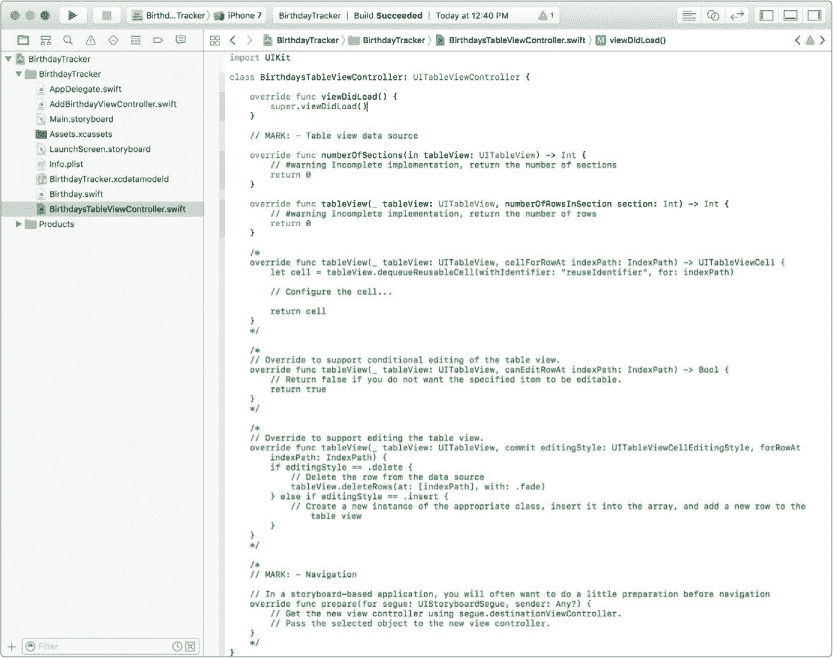 Birthd...Tracker
iPhone 7
BirthdayTracker | Build Succeeded | Today at 12:40 PM
1
BirthdayTracker
BirthdayTracker
BirthdaysTableViewController.swift
M
viewDidLoad()
BirthdayTracker
BirthdayTracker
AppDelegate.swift
AddBirthdayViewController.swift
Main.storyboard
Assets.xcassets
LaunchScreen.storyboard
Info.plist
BirthdayTracker.xcdatamodeld
Birthday.swift
BirthdaysTableViewController.swift
Products
Filter
import UIKit
class BirthdaysTableViewController: UITableViewController {
override func viewDidLoad() {
super.viewDidLoad()
}
// MARK: - Table view data source
override func numberOfSections(in tableView: UITableView) -> Int {
// #warning Incomplete implementation, return the number of sections
return 0
}
override func tableView(_ tableView: UITableView, numberOfRowsInSection section: Int) -> Int {
// #warning Incomplete implementation, return the number of rows
return 0
}
/*
override func tableView(_ tableView: UITableView, cellForRowAt indexPath: IndexPath) -> UITableViewCell {
let cell = tableView.dequeueReusableCell(withIdentifier: "reuseIdentifier", for: indexPath)
// Configure the cell...
return cell
}
*/
/*
// Override to support conditional editing of the table view.
override func tableView(_ tableView: UITableView, canEditRowAt indexPath: IndexPath) -> Bool {
// Return false if you do not want the specified item to be editable.
return true
}
*/
/*
// Override to support editing the table view.
override func tableView(_ tableView: UITableView, commit editingStyle: UITableViewCellEditingStyle, forRowAt
indexPath: IndexPath) {
if editingStyle == .delete {
// Delete the row from the data source
tableView.deleteRows(at: [indexPath], with: .fade)
} else if editingStyle == .insert {
// Create a new instance of the appropriate class, insert it into the array, and add a new row to the
table view
}
}
*/
/*
// MARK: - Navigation
// In a storyboard-based application, you will often want to do a little preparation before navigation
override func prepare(for segue: UIStoryboardSegue, sender: Any?) {
// Get the new view controller using segue.destinationViewController.
// Pass the selected object to the new view controller.
}
*/
}